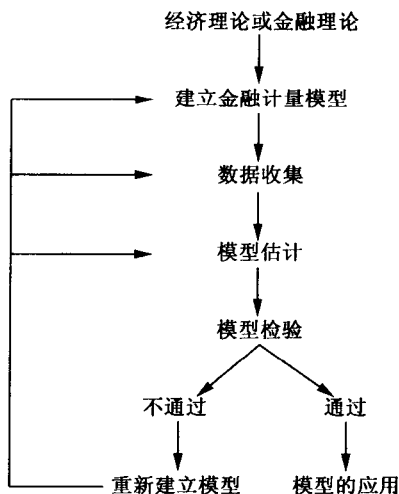 经济理论或金融理论
建立金融计量模型
数据收集
模型估计
模型检验
不通过
通过
重新建立模型
模型的应用